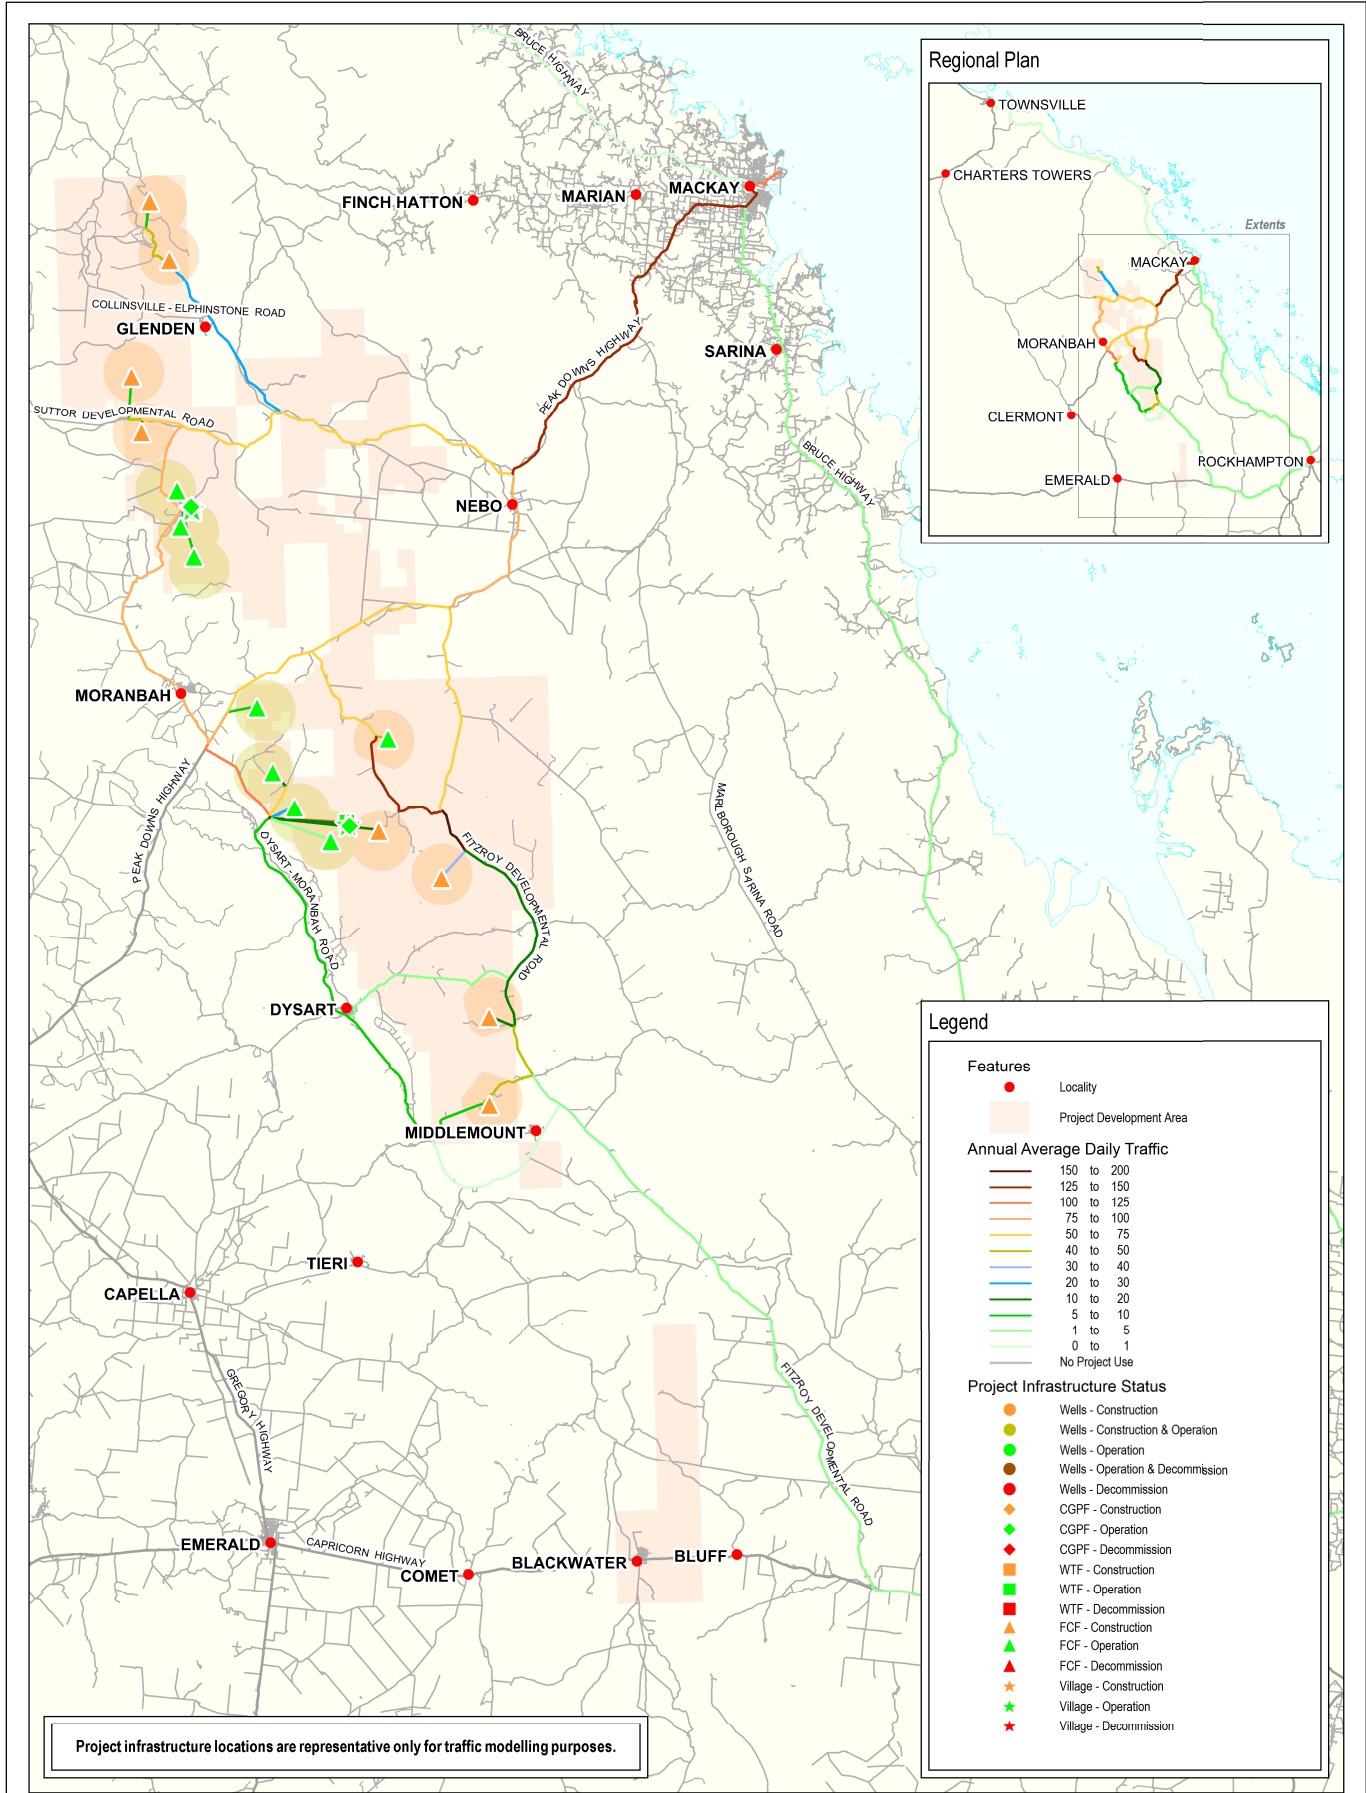 BRUCE HIGHWAY
FINCH HATTON
MARIAN
MACKAY
COLLINSVILLE - ELPHINSTONE ROAD
GLENDEN
SARINA
PEAK DOWNS HIGHWAY
SUTTOR DEVELOPMENTAL ROAD
BRUCE HIGHWAY
NEBO
MORANBAH
PEAK DOWNS HIGHWAY
MARLBOROUGH SARINA ROAD
DYSART - MORANBAH ROAD
FITZROY DEVELOPMENTAL ROAD
DYSART
MIDDLEMOUNT
TIERI
CAPELLA
GREGORY HIGHWAY
FITZROY DEVELOPMENTAL ROAD
EMERALD
CAPRICORN HIGHWAY
COMET
BLACKWATER
BLUFF
Project infrastructure locations are representative only for traffic modelling purposes.
Regional Plan
TOWNSVILLE
CHARTERS TOWERS
Extents
MACKAY
MORANBAH
CLERMONT
ROCKHAMPTON
EMERALD
Legend
Features
Locality
Project Development Area
Annual Average Daily Traffic
150 to 200
125 to 150
100 to 125
75 to 100
50 to 75
40 to 50
30 to 40
20 to 30
10 to 20
5 to 10
1 to 5
0 to 1
No Project Use
Project Infrastructure Status
Wells - Construction
Wells - Construction & Operation
Wells - Operation
Wells - Operation & Decommission
Wells - Decommission
CGPF - Construction
CGPF - Operation
CGPF - Decommission
WTF - Construction
WTF - Operation
WTF - Decommission
FCF - Construction
FCF - Operation
FCF - Decommission
Village - Construction
Village - Operation
Village - Decommission